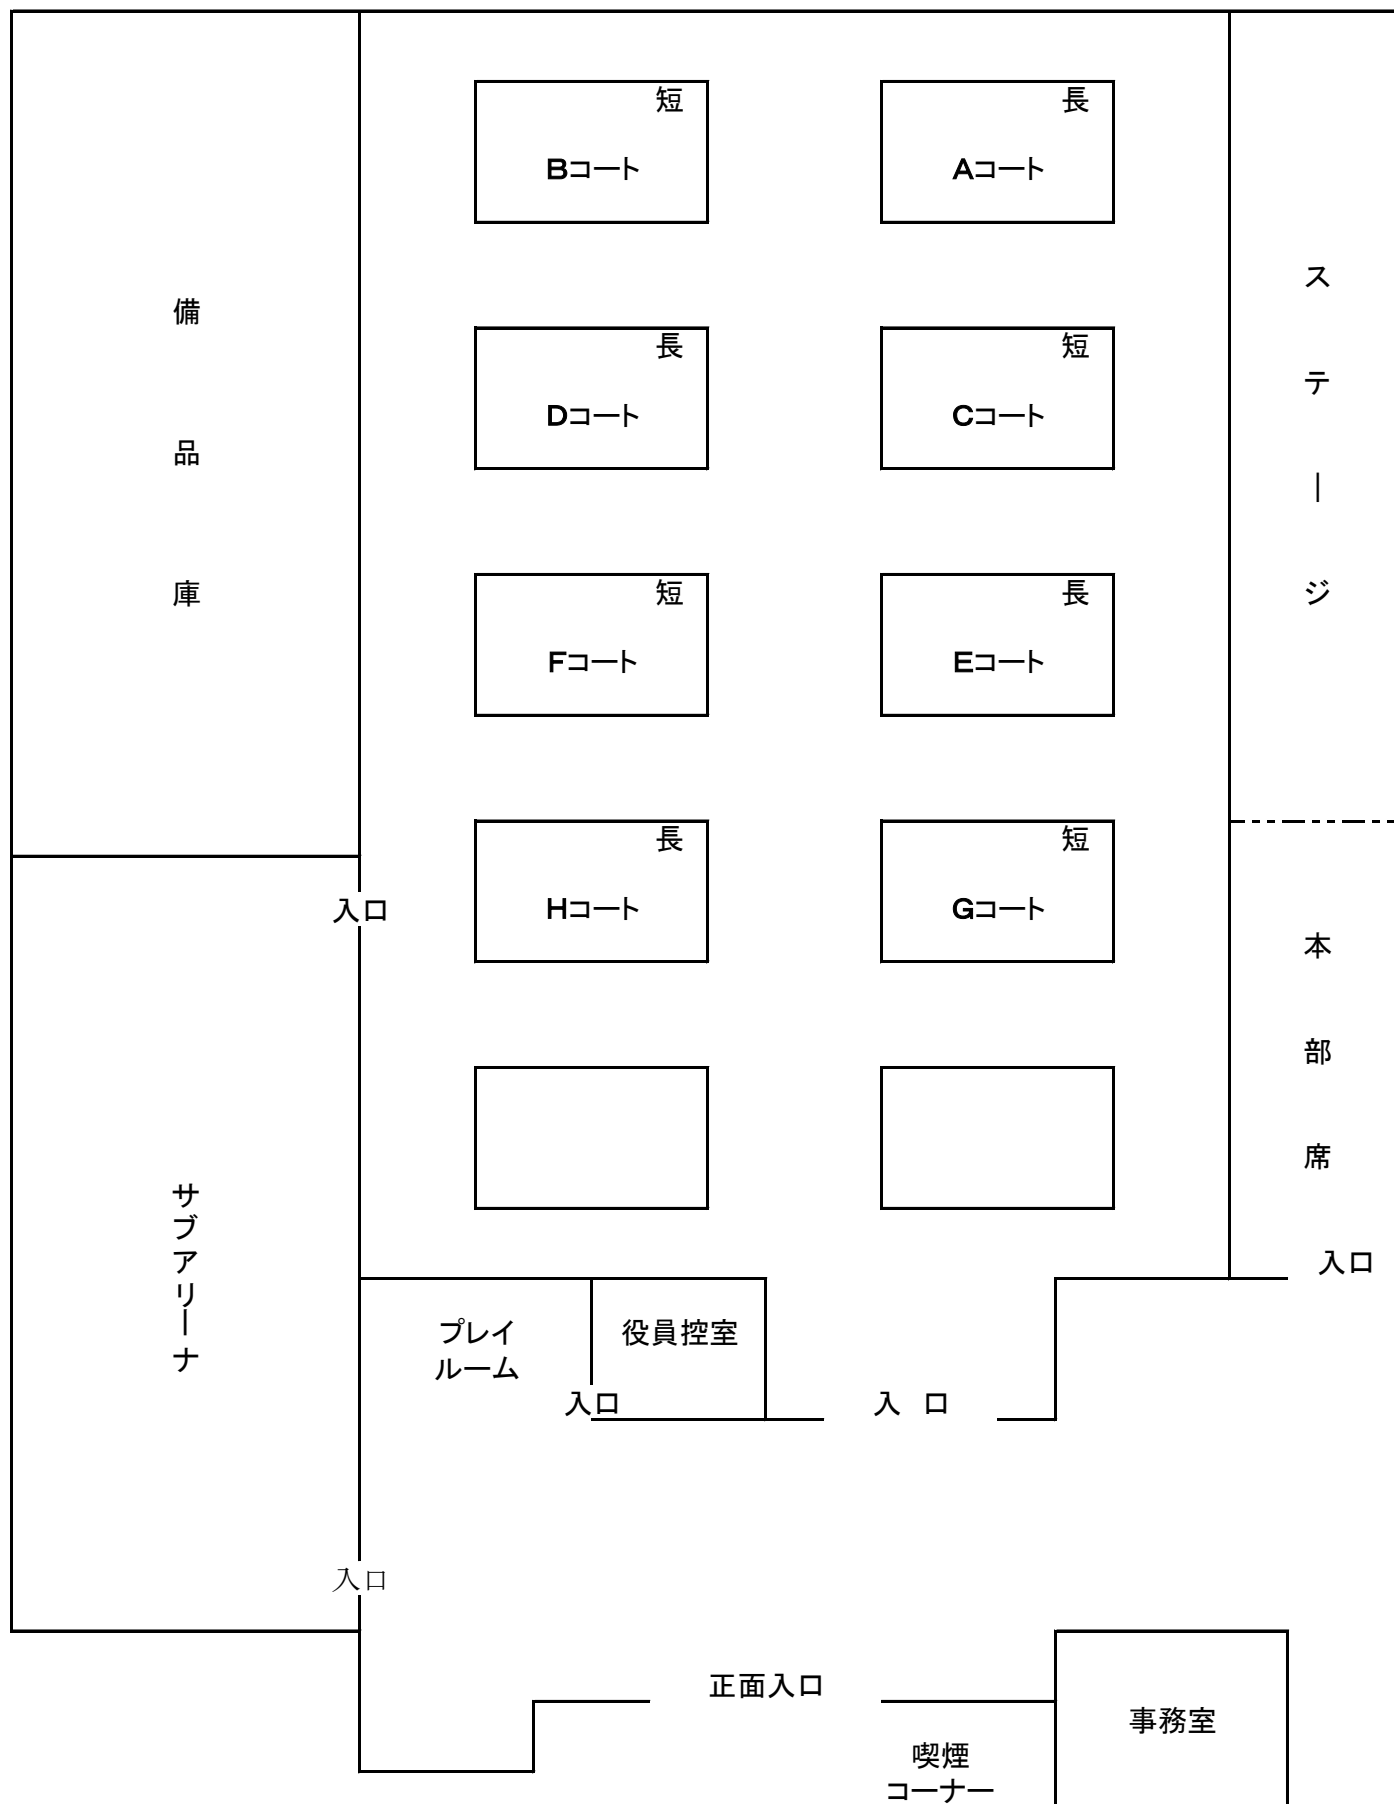 短
Bコート
長
Aコート
長
Dコート
短
Cコート
短
Fコート
長
Eコート
長
Hコート
短
Gコート
備品庫
ステージ
入口
本部席
サブアリーナ
入口
プレイ
ルーム
役員控室
入口
入 口
入口
正面入口
事務室
喫煙
コーナー